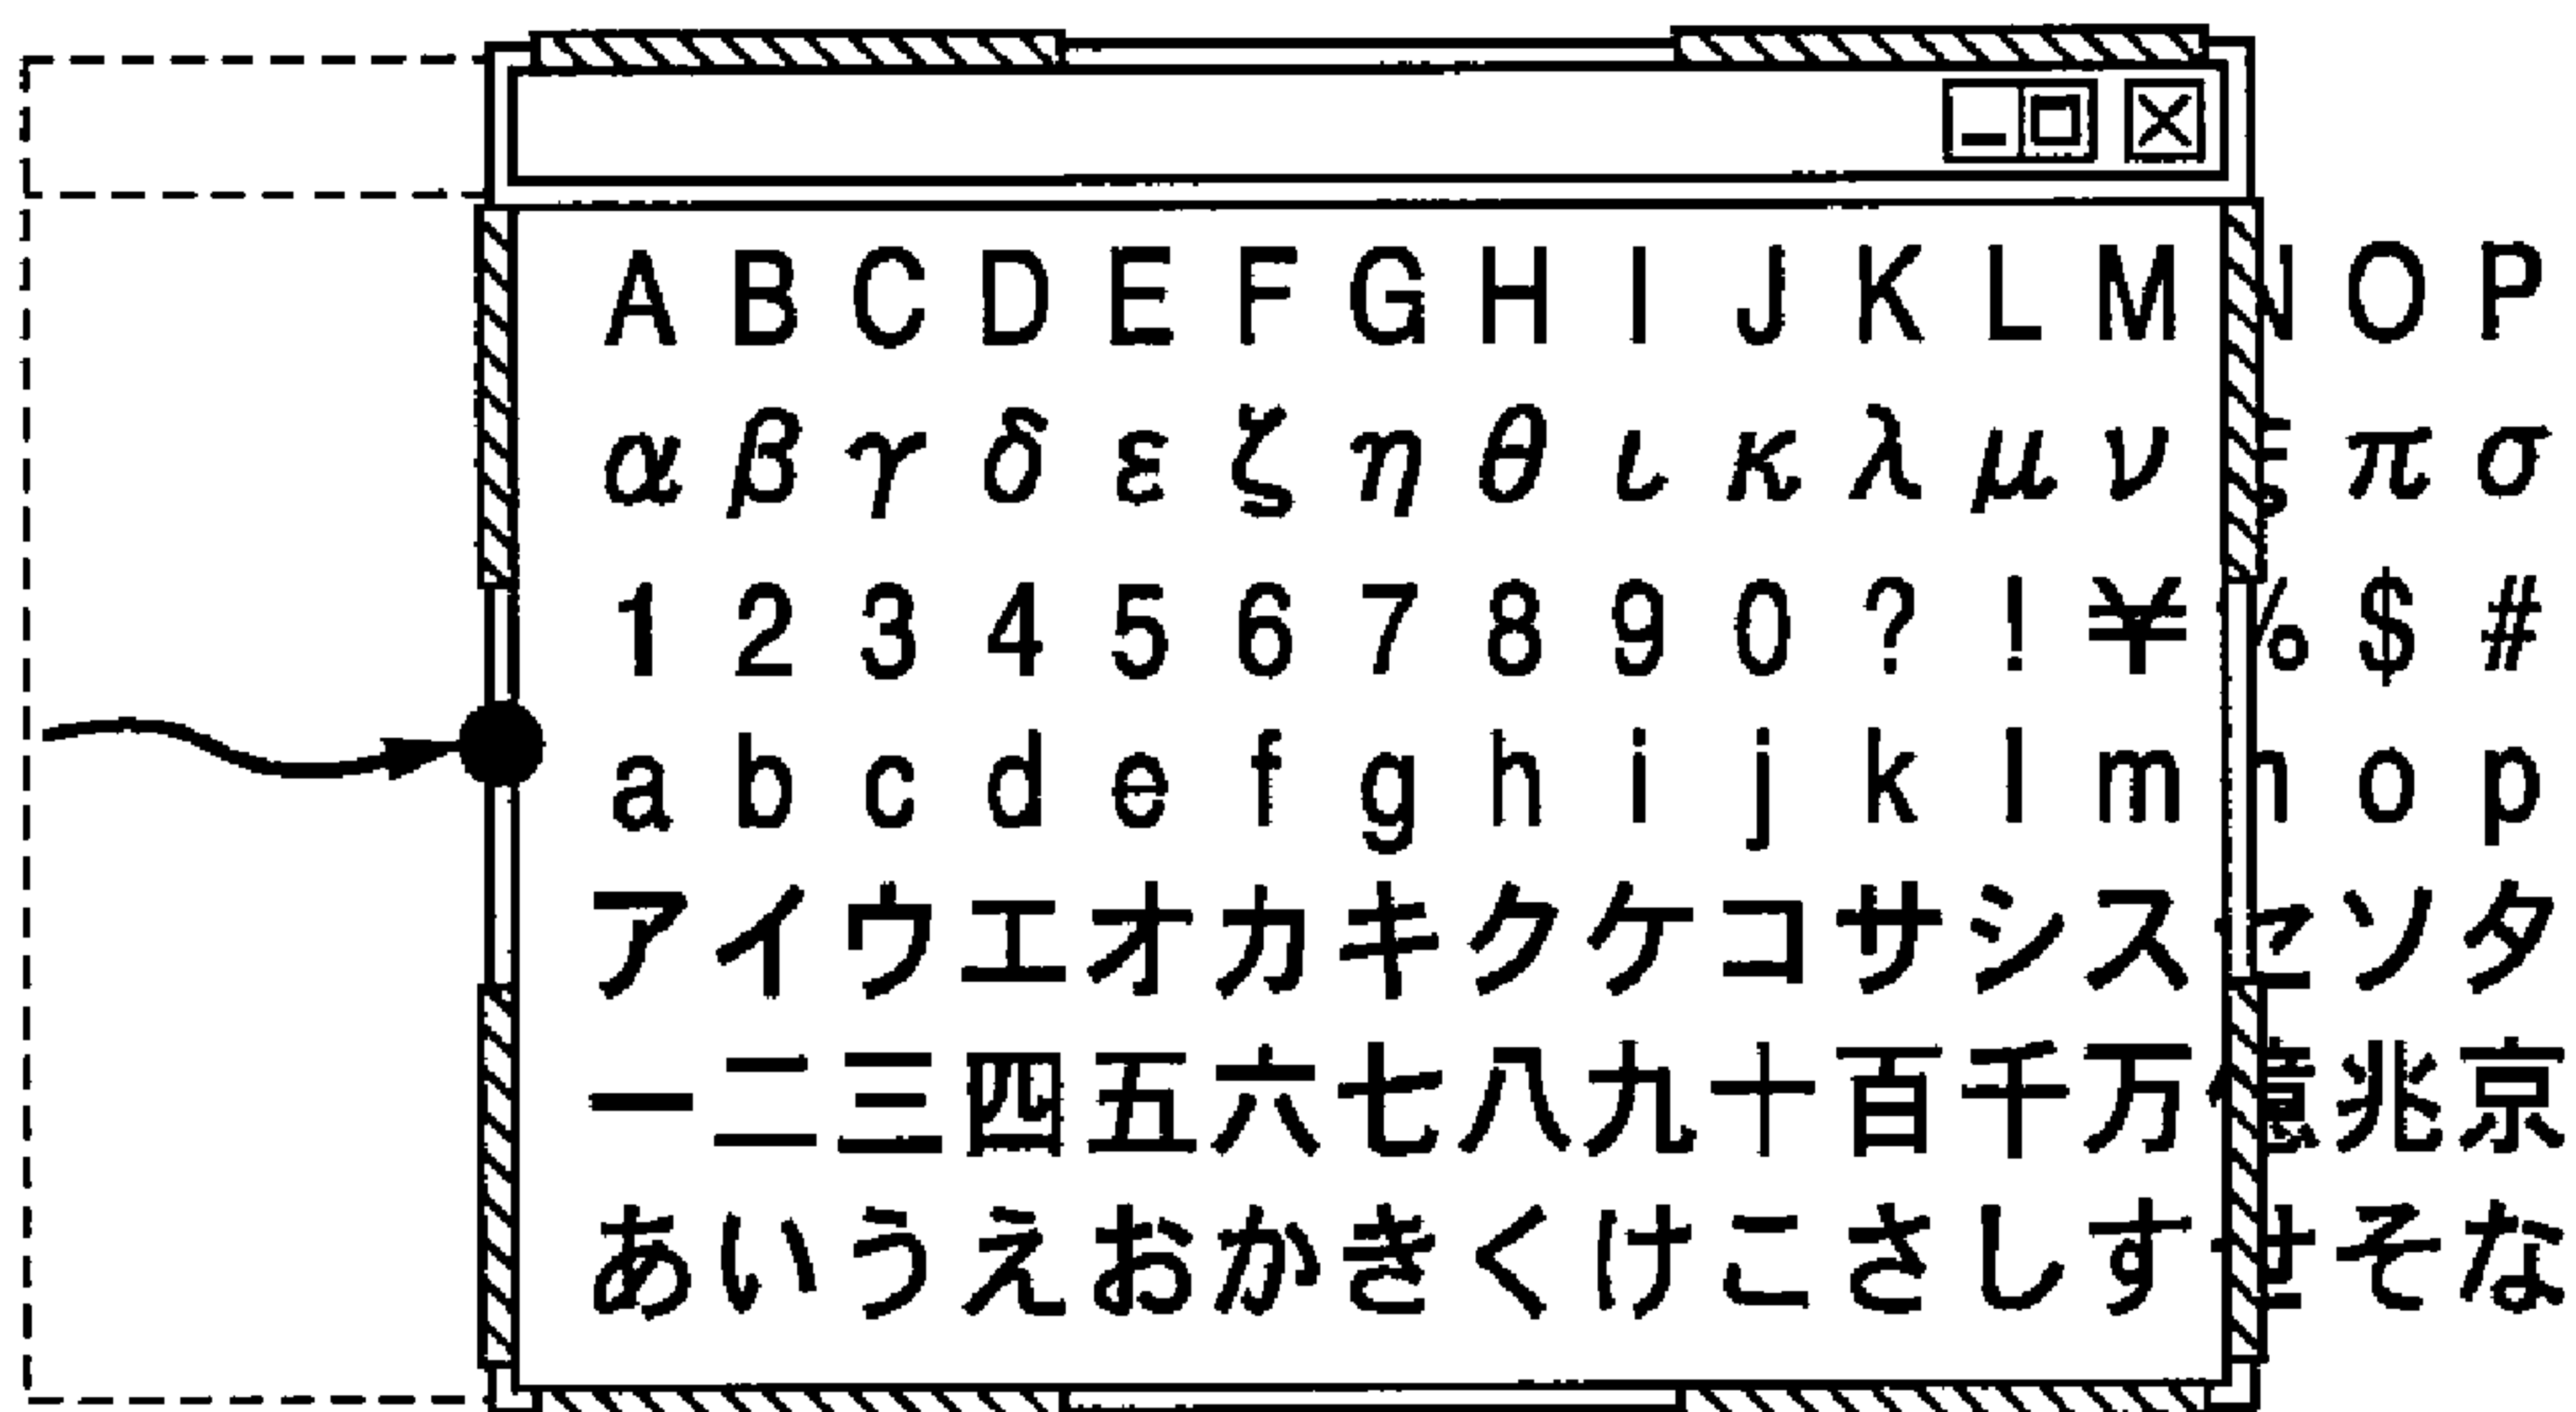 A B C D E F G H I J K L M N O P
α β γ δ ε ζ η θ ι κ λ μ ν ξ π σ
1 2 3 4 5 6 7 8 9 0 ? ! ¥ % $ #
a b c d e f g h i j k l m n o p
ア イ ウ エ オ カ キ ク ケ コ サ シ ス セ ソ タ
一 二 三 四 五 六 七 八 九 十 百 千 万 億 兆 京
あ い う え お か き く け こ さ し す せ そ な